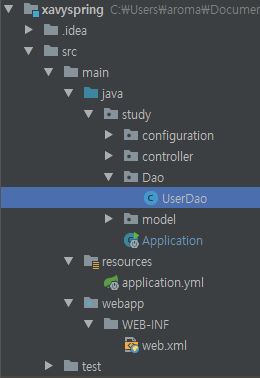 xavyspring C:₩Users₩aroma₩Docume
.idea
src
main
java
study
configuration
controller
Dao
C UserDao
model
C Application
resources
application.yml
webapp
WEB-INF
web.xml
test